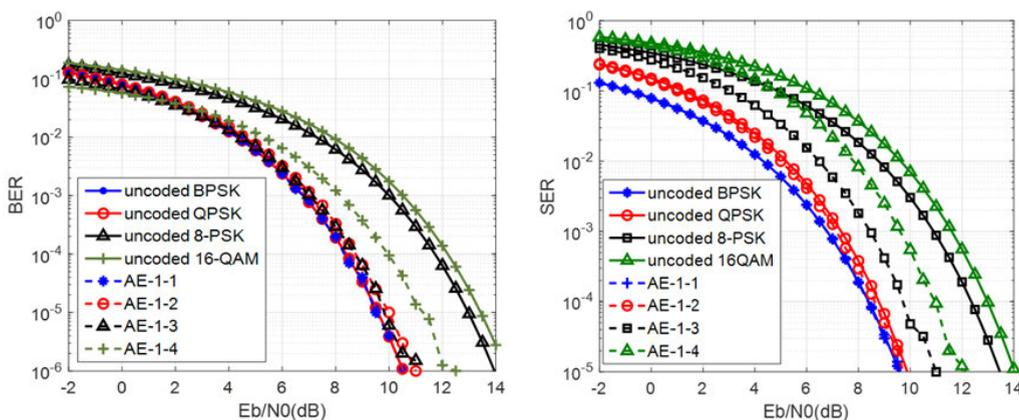 10^0
10^-1
10^-2
10^-3
10^-4
10^-5
10^-6
BER
uncoded BPSK
uncoded QPSK
uncoded 8-PSK
uncoded 16-QAM
AE-1-1
AE-1-2
AE-1-3
AE-1-4
-2 0 2 4 6 8 10 12 14
Eb/N0(dB)
10^0
10^-1
10^-2
10^-3
10^-4
10^-5
SER
uncoded BPSK
uncoded QPSK
uncoded 8-PSK
uncoded 16QAM
AE-1-1
AE-1-2
AE-1-3
AE-1-4
-2 0 2 4 6 8 10 12 14
Eb/N0(dB)